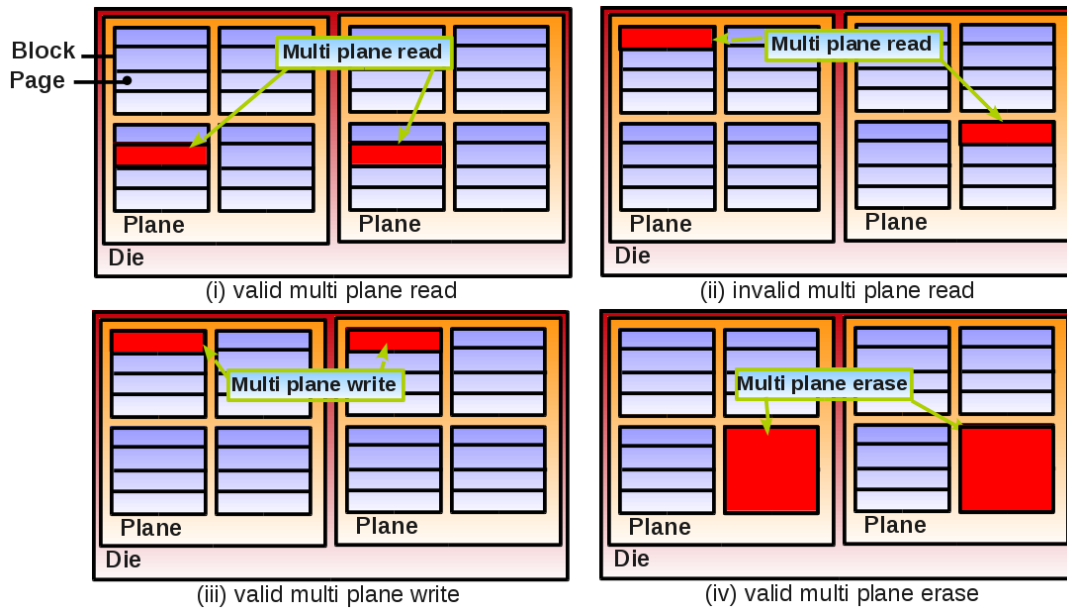 Block
Page
Multi plane read
Plane
Plane
Die
(i) valid multi plane read
Multi plane read
Plane
Plane
Die
(ii) invalid multi plane read
Multi plane write
Plane
Plane
Die
(iii) valid multi plane write
Multi plane erase
Plane
Plane
Die
(iv) valid multi plane erase